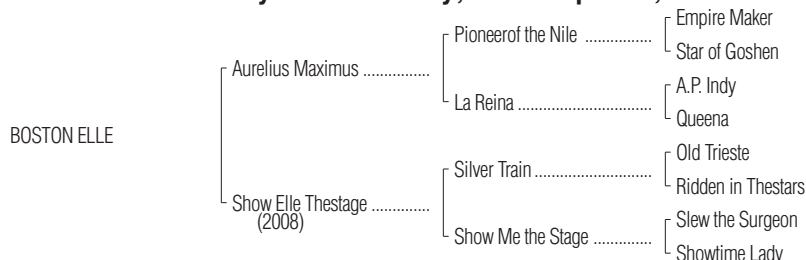 Empire Maker
Pioneerof the Nile ................
Star of Goshen
Aurelius Maximus ................
A.P. Indy
La Reina ................................
Queena
BOSTON ELLE
Old Trieste
Silver Train ............................
Ridden in Thestars
Show Elle Thestage ..............
(2008)
Slew the Surgeon
Show Me the Stage ..............
Showtime Lady